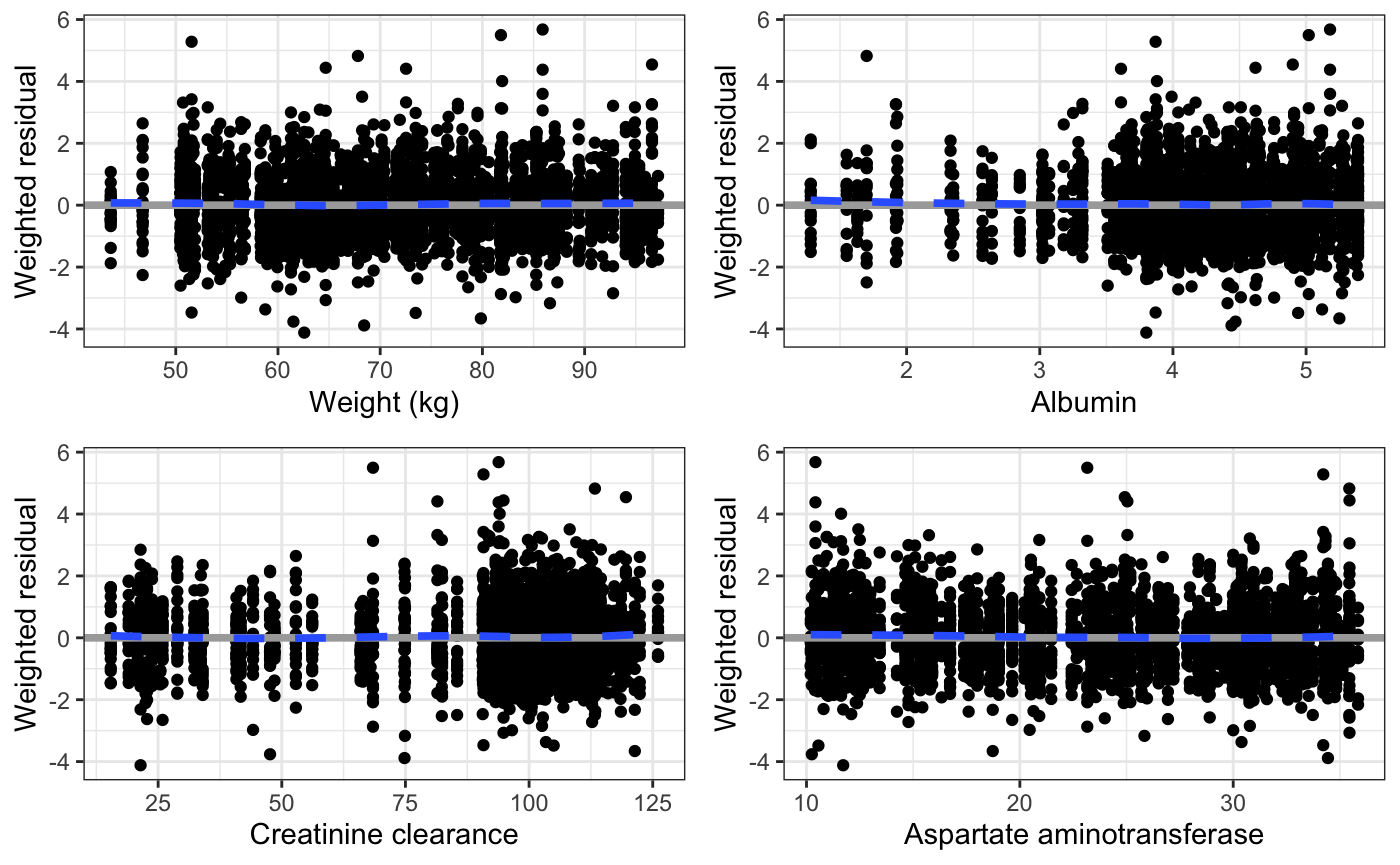 6
4
2
0
-2
-4
Weighted residual
50 60 70 80 90
Weight (kg)
6
4
2
0
-2
-4
Weighted residual
2 3 4 5
Albumin
6
4
2
0
-2
-4
Weighted residual
25 50 75 100 125
Creatinine clearance
6
4
2
0
-2
-4
Weighted residual
10 20 30
Aspartate aminotransferase